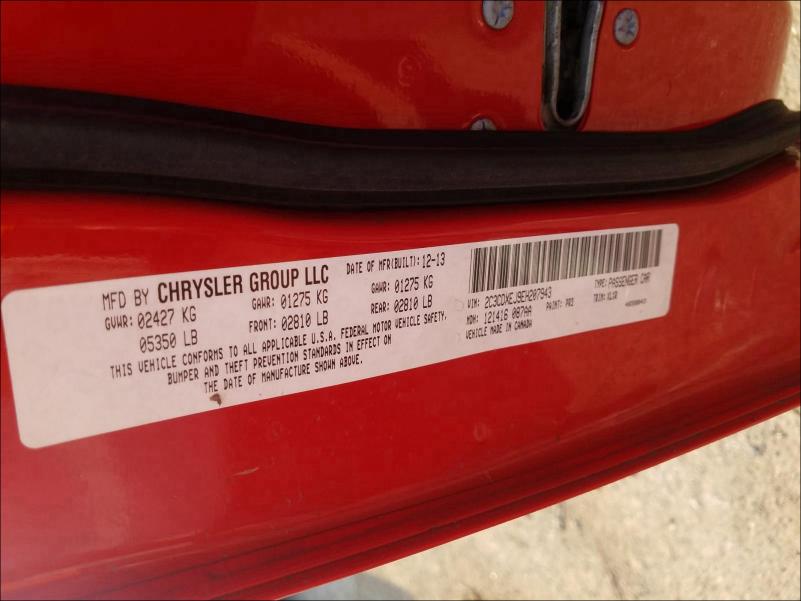 MFD BY CHRYSLER GROUP LLC
DATE OF MFR(BUILT): 12-13
GVWR: 02427 KG
05350 LB
GAWR: 01275 KG
FRONT: 02810 LB
GAWR: 01275 KG
REAR: 02810 LB
THIS VEHICLE CONFORMS TO ALL APPLICABLE U.S.A. FEDERAL MOTOR VEHICLE SAFETY,
BUMPER AND THEFT PREVENTION STANDARDS IN EFFECT ON
THE DATE OF MANUFACTURE SHOWN ABOVE.
VIN: 2C3CDXEJ9EH207943
TYPE: PASSENGER CAR
MDH: 121416 087AA
PAINT: PR3
TRIM: XLS8
VEHICLE MADE IN CANADA